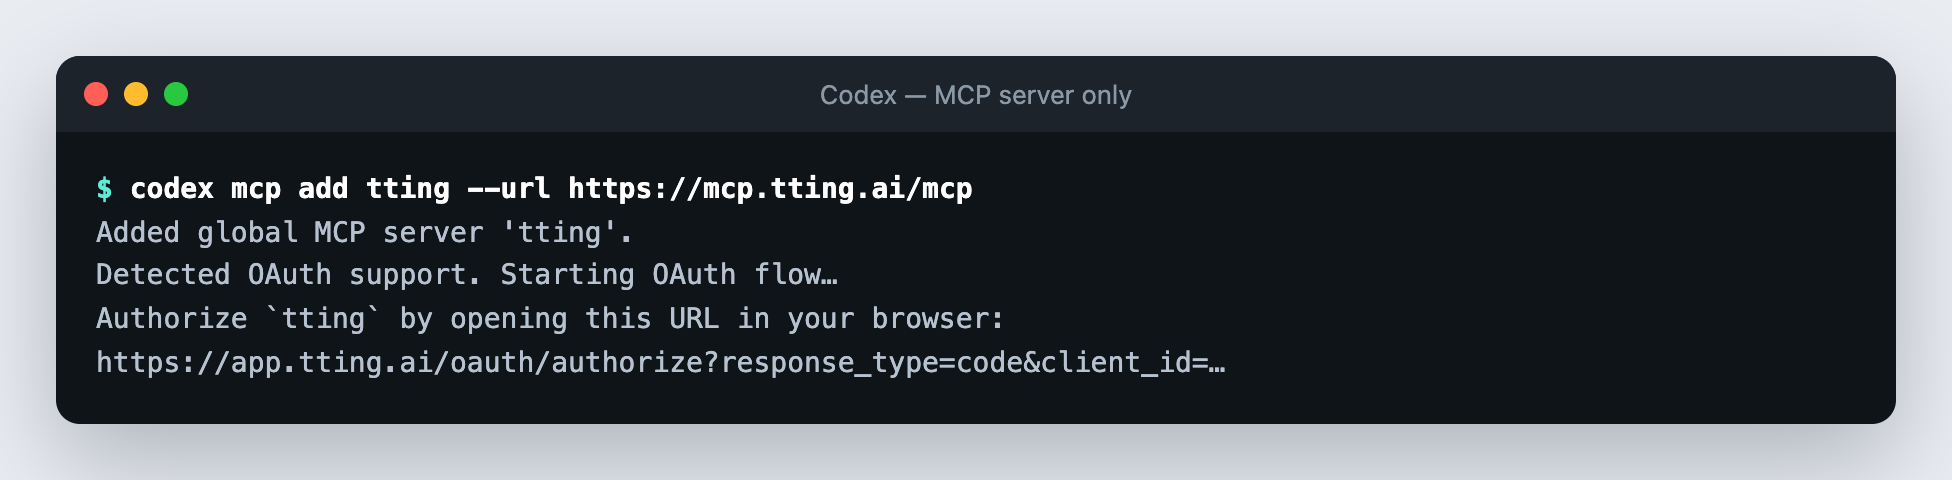 Codex — MCP server only
$ codex mcp add tting --url https://mcp.tting.ai/mcp
Added global MCP server 'tting'.
Detected OAuth support. Starting OAuth flow…
Authorize `tting` by opening this URL in your browser:
https://app.tting.ai/oauth/authorize?response_type=code&client_id=…